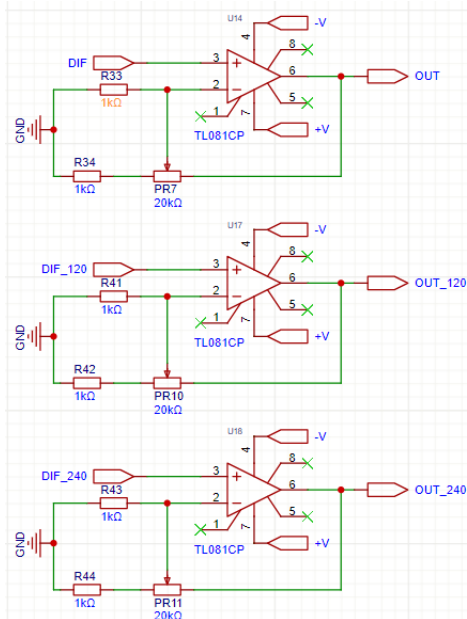 U14
-V
4
8
DIF
3
+
6
OUT
R33
2
−
1kΩ
1
5
7
TL081CP
+V
GND
R34
1kΩ
PR7
20kΩ
U17
-V
4
8
DIF_120
3
+
6
OUT_120
R41
2
−
1kΩ
1
5
7
TL081CP
+V
GND
R42
1kΩ
PR10
20kΩ
U18
-V
4
8
DIF_240
3
+
6
OUT_240
R43
2
−
1kΩ
1
5
7
TL081CP
+V
GND
R44
1kΩ
PR11
20kΩ